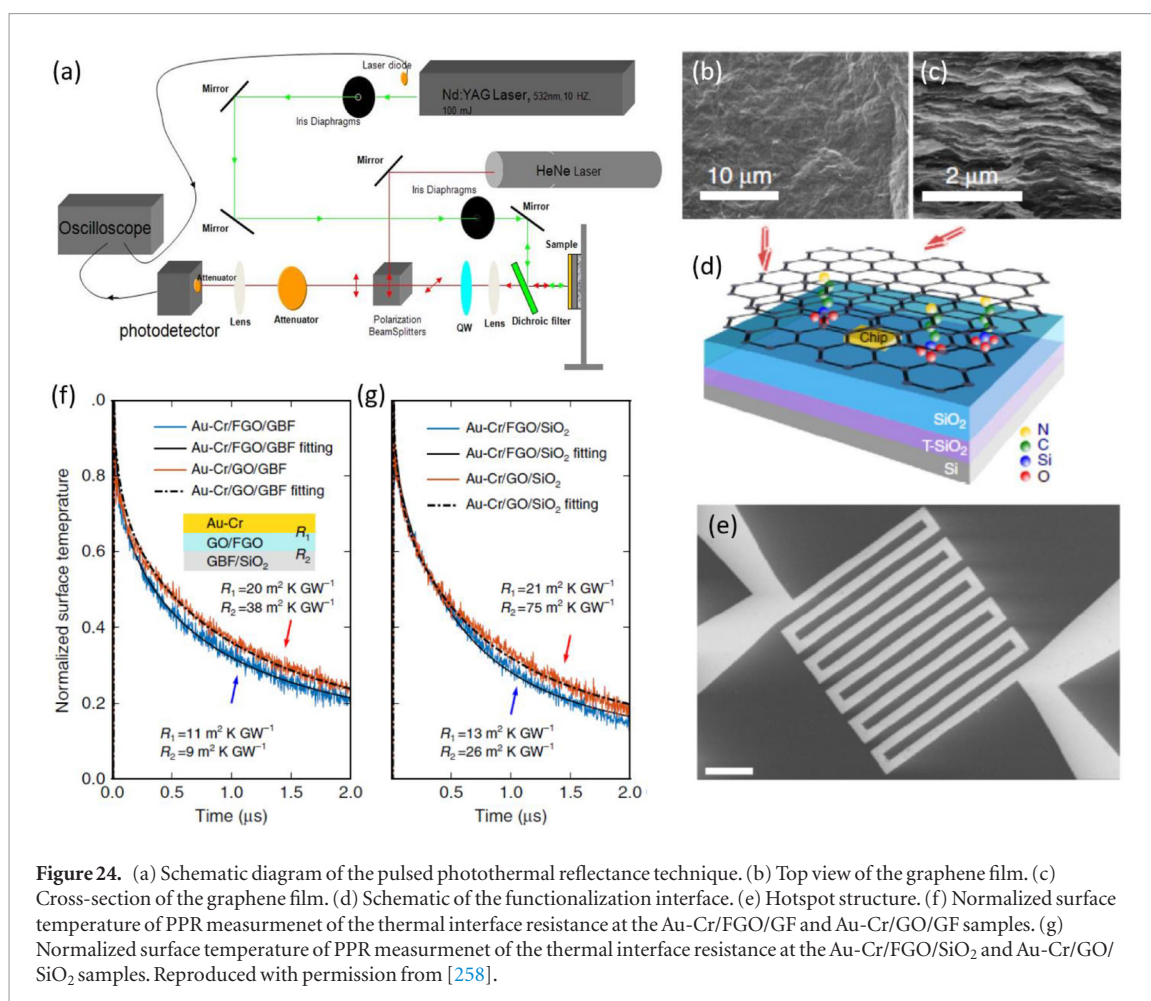 (a)
Laser diode
Mirror
Nd:YAG Laser, 532nm, 10 HZ,
100 mJ
Iris Diaphragms
Mirror
HeNe Laser
Iris Diaphragms
Oscilloscope
Mirror
Mirror
Sample
Attenuator
photodetector
Lens
Attenuator
Polarization
BeamSplitters
QW
Lens
Dichroic filter
(b)
10 µm
(c)
2 µm
(d)
Chip
SiO₂
T-SiO₂
Si
N
C
Si
O
(e)
(f)
.0
0.8
0.6
0.4
0.2
0.0
Normalized surface temeprature
Au-Cr/FGO/GBF
Au-Cr/FGO/GBF fitting
Au-Cr/GO/GBF
Au-Cr/GO/GBF fitting
Au-Cr
R₁
GO/FGO
R₂
GBF/SiO₂
R₁ =20 m² K GW⁻¹
R₂ =38 m² K GW⁻¹
R₁ =11 m² K GW⁻¹
R₂ =9 m² K GW⁻¹
0.0 0.5 1.0 1.5 2.0
Time (µs)
(g)
Au-Cr/FGO/SiO₂
Au-Cr/FGO/SiO₂ fitting
Au-Cr/GO/SiO₂
Au-Cr/GO/SiO₂ fitting
R₁ =21 m² K GW⁻¹
R₂ =75 m² K GW⁻¹
R₁ =13 m² K GW⁻¹
R₂ =26 m² K GW⁻¹
0.5 1.0 1.5 2.0
Time (µs)
Figure 24. (a) Schematic diagram of the pulsed photothermal reflectance technique. (b) Top view of the graphene film. (c)
Cross-section of the graphene film. (d) Schematic of the functionalization interface. (e) Hotspot structure. (f) Normalized surface
temperature of PPR measurmenet of the thermal interface resistance at the Au-Cr/FGO/GF and Au-Cr/GO/GF samples. (g)
Normalized surface temperature of PPR measurmenet of the thermal interface resistance at the Au-Cr/FGO/SiO₂ and Au-Cr/GO/
SiO₂ samples. Reproduced with permission from [258].